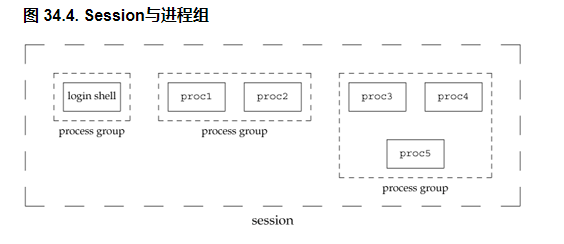 图 34.4. Session与进程组
login shell
proc1
proc2
proc3
proc4
process group
process group
proc5
process group
session